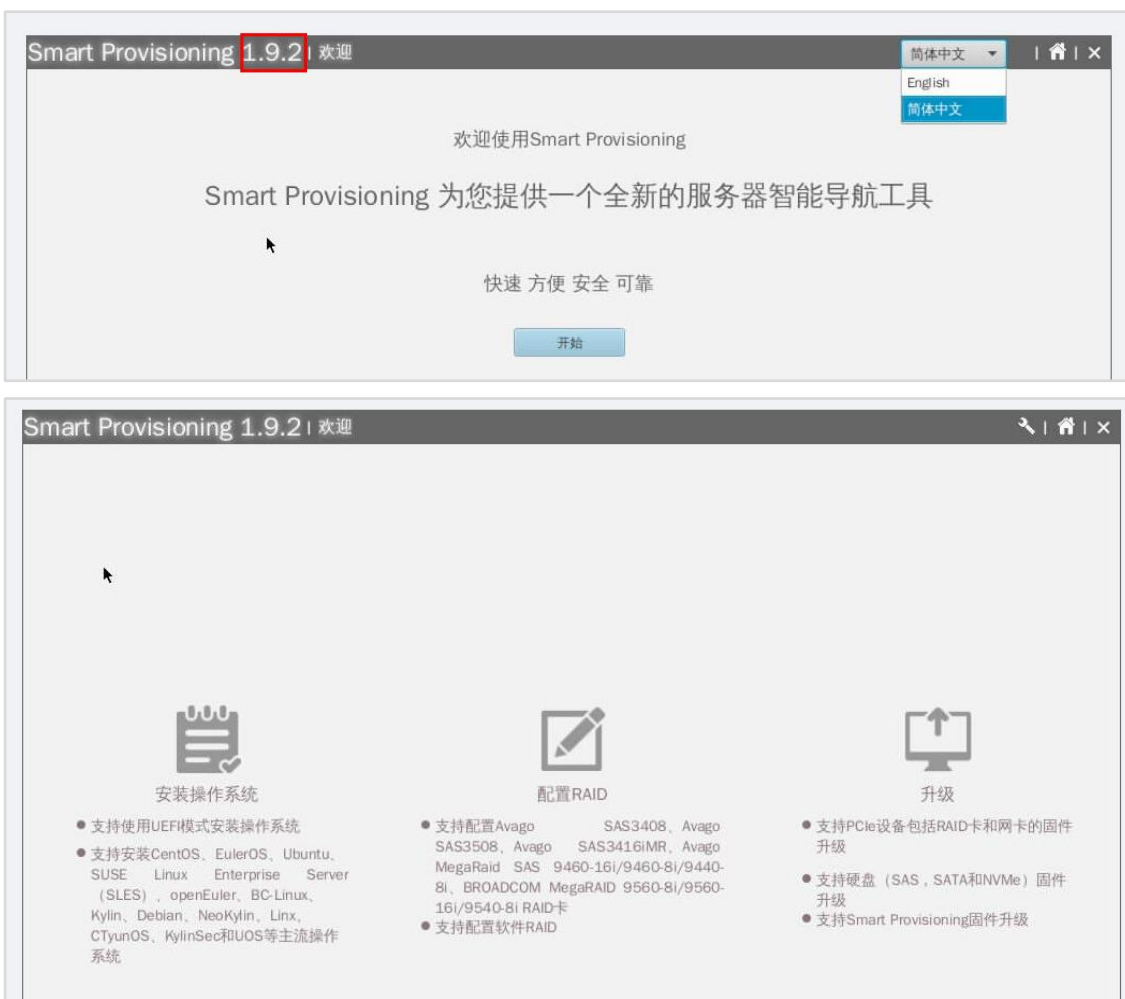 Smart Provisioning 1.9.2 | 欢迎
简体中文
English
简体中文
欢迎使用Smart Provisioning
Smart Provisioning 为您提供一个全新的服务器智能导航工具
快速 方便 安全 可靠
开始
Smart Provisioning 1.9.2 | 欢迎
安装操作系统
支持使用UEFI模式安装操作系统
支持安装CentOS、EulerOS、Ubuntu、
SUSE Linux Enterprise Server
（SLES）、openEuler、BC-Linux、
Kylin、Debian、NeoKylin、Linx、
CTyunOS、KylinSec和UOS等主流操作
系统
配置RAID
支持配置Avago SAS3408、Avago
SAS3508、Avago SAS3416iMR、Avago
MegaRaid SAS 9460-16i/9460-8i/9440-
8i、BROADCOM MegaRAID 9560-8i/9560-
16i/9540-8i RAID卡
支持配置软件RAID
升级
支持PCIe设备包括RAID卡和网卡的固件
升级
支持硬盘（SAS，SATA和NVMe）固件
升级
支持Smart Provisioning固件升级